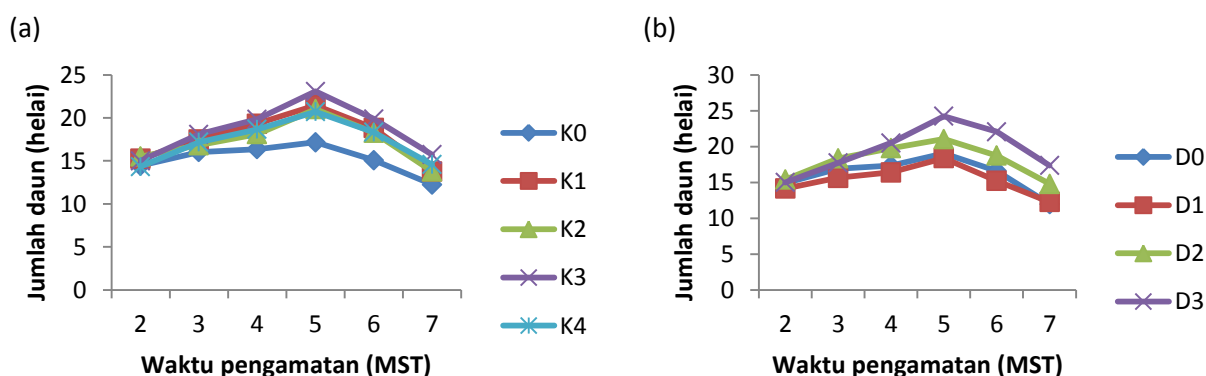 (a)
Jumlah daun (helai)
25
20
15
10
5
0
2 3 4 5 6 7
Waktu pengamatan (MST)
K0
K1
K2
K3
K4
(b)
Jumlah daun (helai)
30
25
20
15
10
5
0
2 3 4 5 6 7
Waktu pengamatan (MST)
D0
D1
D2
D3